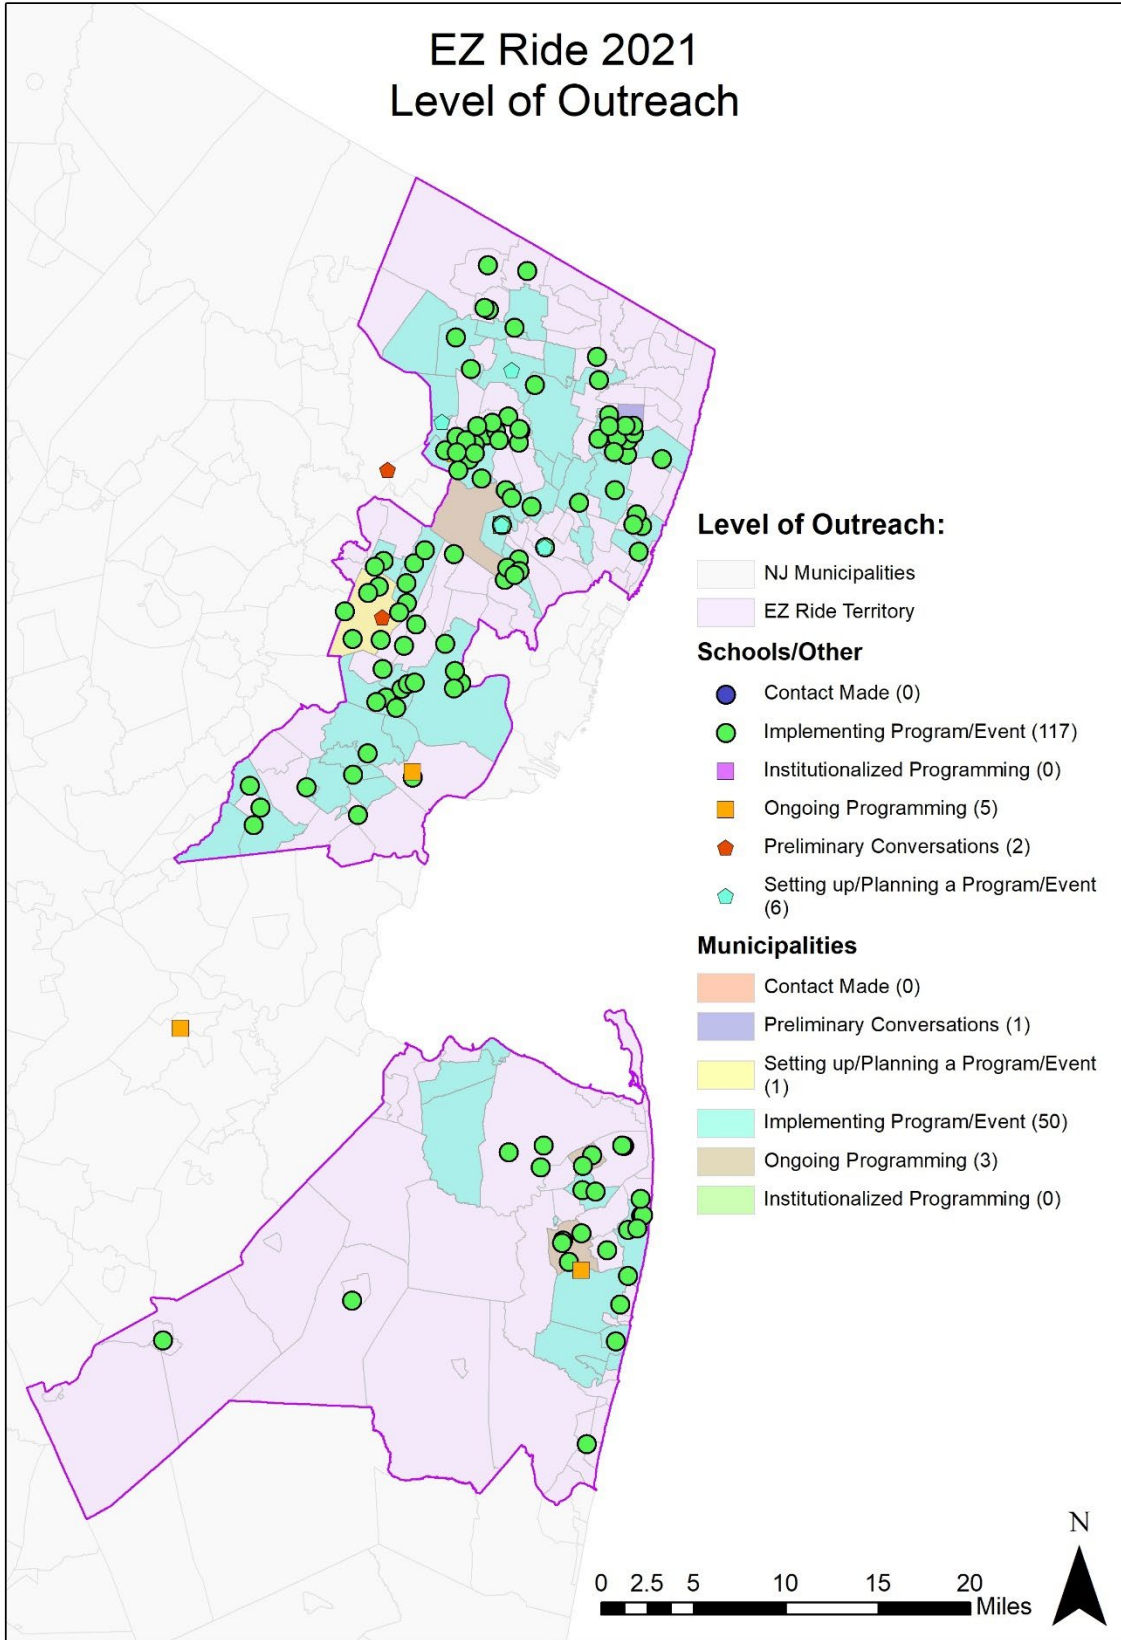 EZ Ride 2021
Level of Outreach
Level of Outreach:
NJ Municipalities
EZ Ride Territory
Schools/Other
Contact Made (0)
Implementing Program/Event (117)
Institutionalized Programming (0)
Ongoing Programming (5)
Preliminary Conversations (2)
Setting up/Planning a Program/Event
(6)
Municipalities
Contact Made (0)
Preliminary Conversations (1)
Setting up/Planning a Program/Event
(1)
Implementing Program/Event (50)
Ongoing Programming (3)
Institutionalized Programming (0)
N
0 2.5 5 10 15 20
Miles